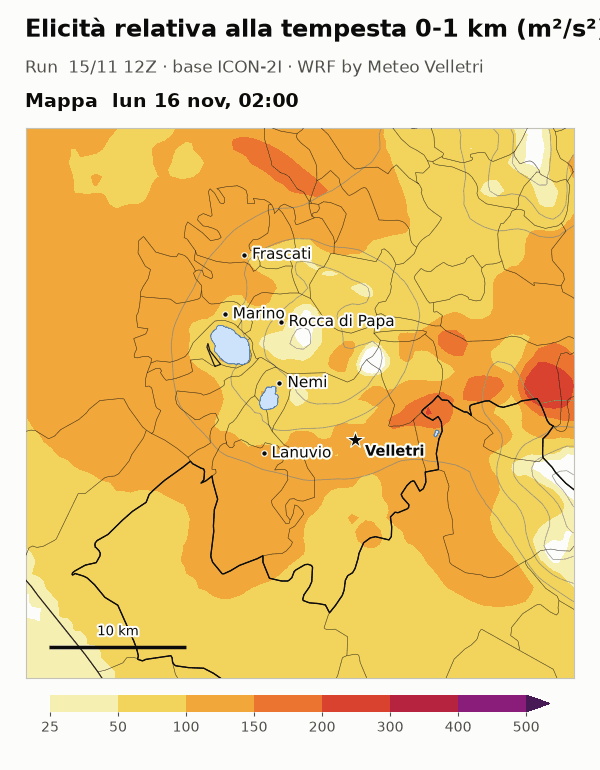 Elicità relativa alla tempesta 0-1 km (m²/s²)
Run  15/11 12Z · base ICON-2I · WRF by Meteo Velletri
Mappa  lun 16 nov, 02:00
Frascati
Marino
Rocca di Papa
Nemi
Velletri
Lanuvio
10 km
25 50 100 150 200 300 400 500